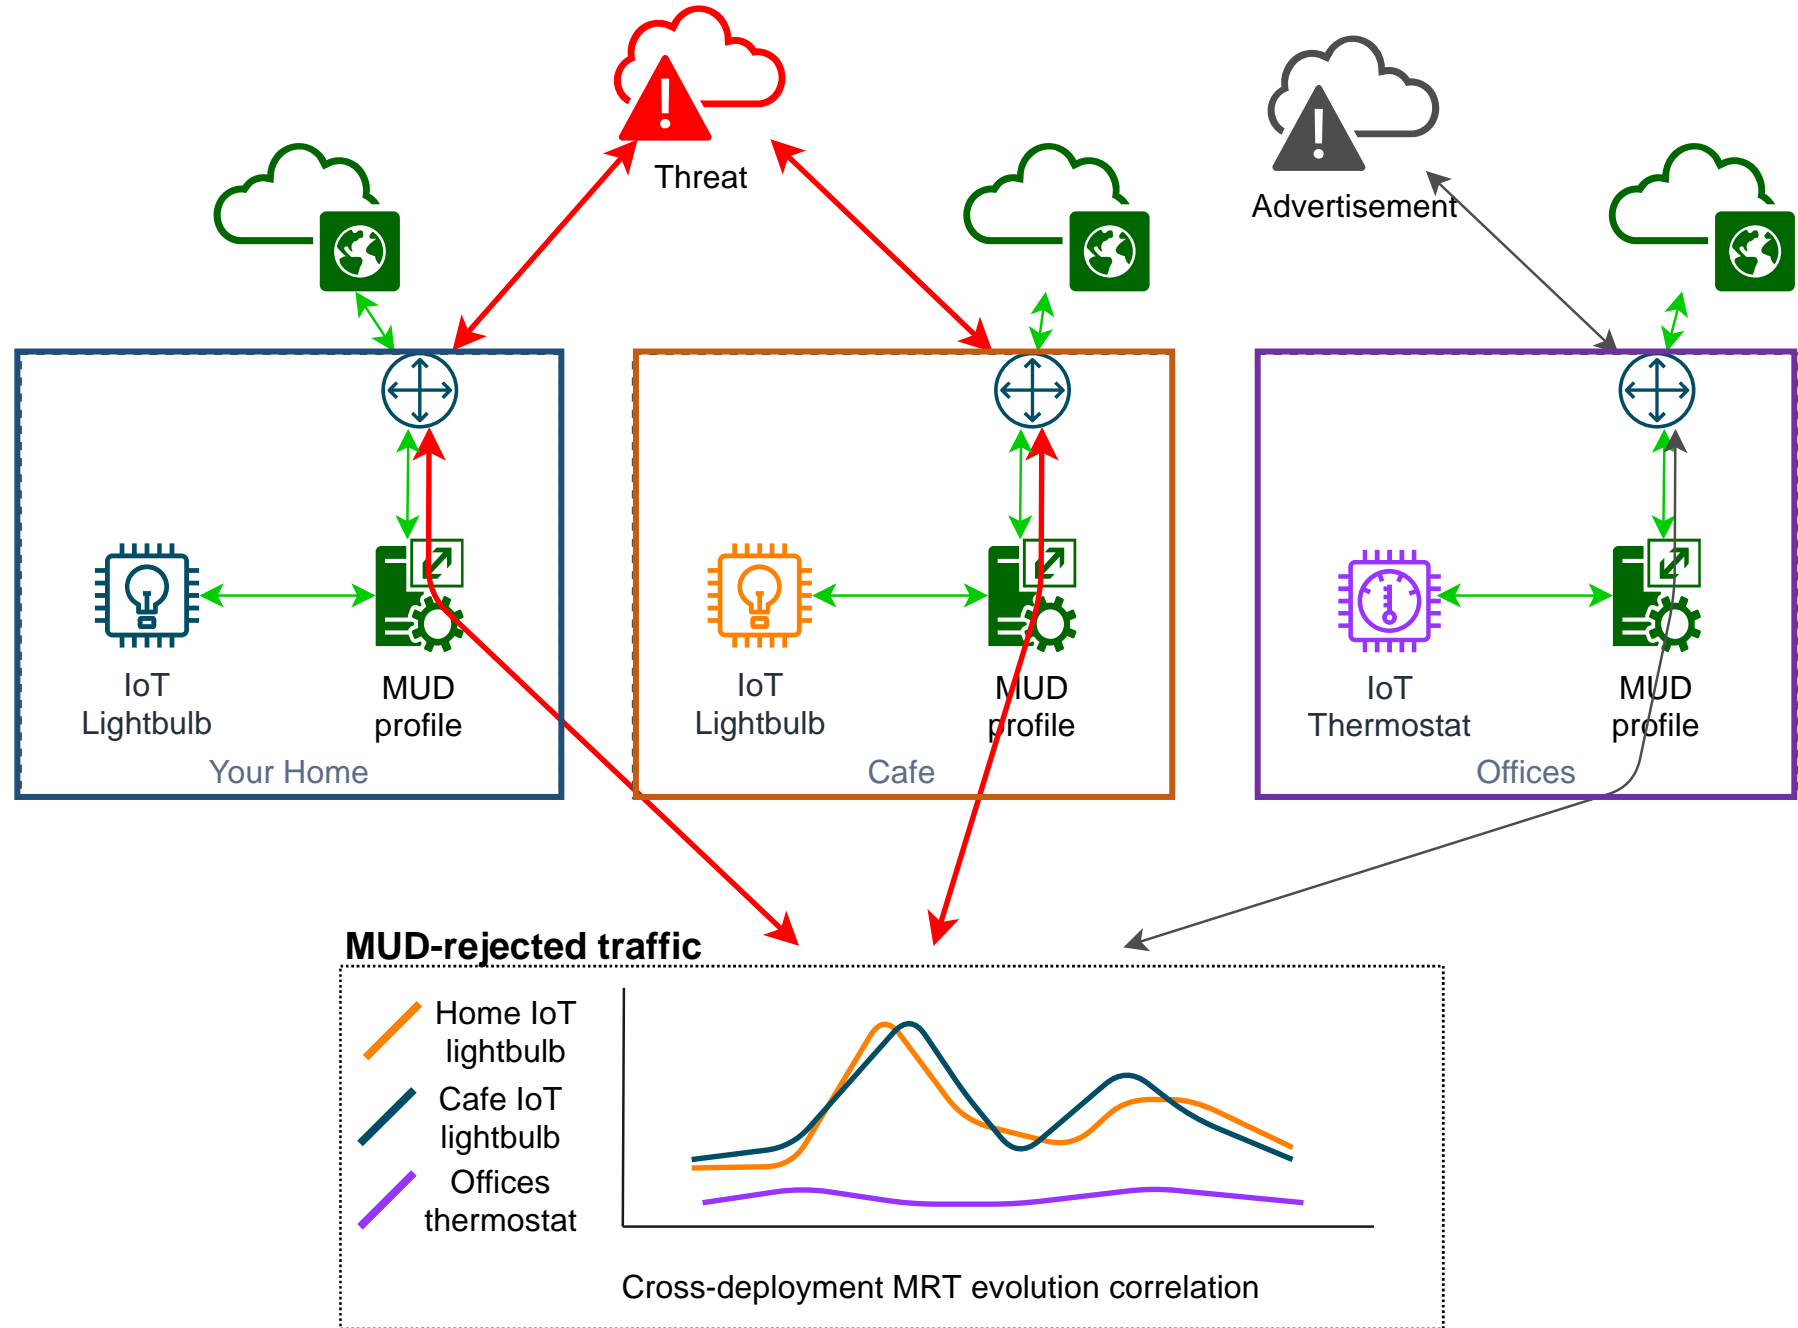 Threat
Advertisement
IoT
Lightbulb
MUD
profile
Your Home
IoT
Lightbulb
MUD
profile
Cafe
IoT
Thermostat
MUD
profile
Offices
MUD-rejected traffic
Home IoT
lightbulb
Cafe IoT
lightbulb
Offices
thermostat
Cross-deployment MRT evolution correlation